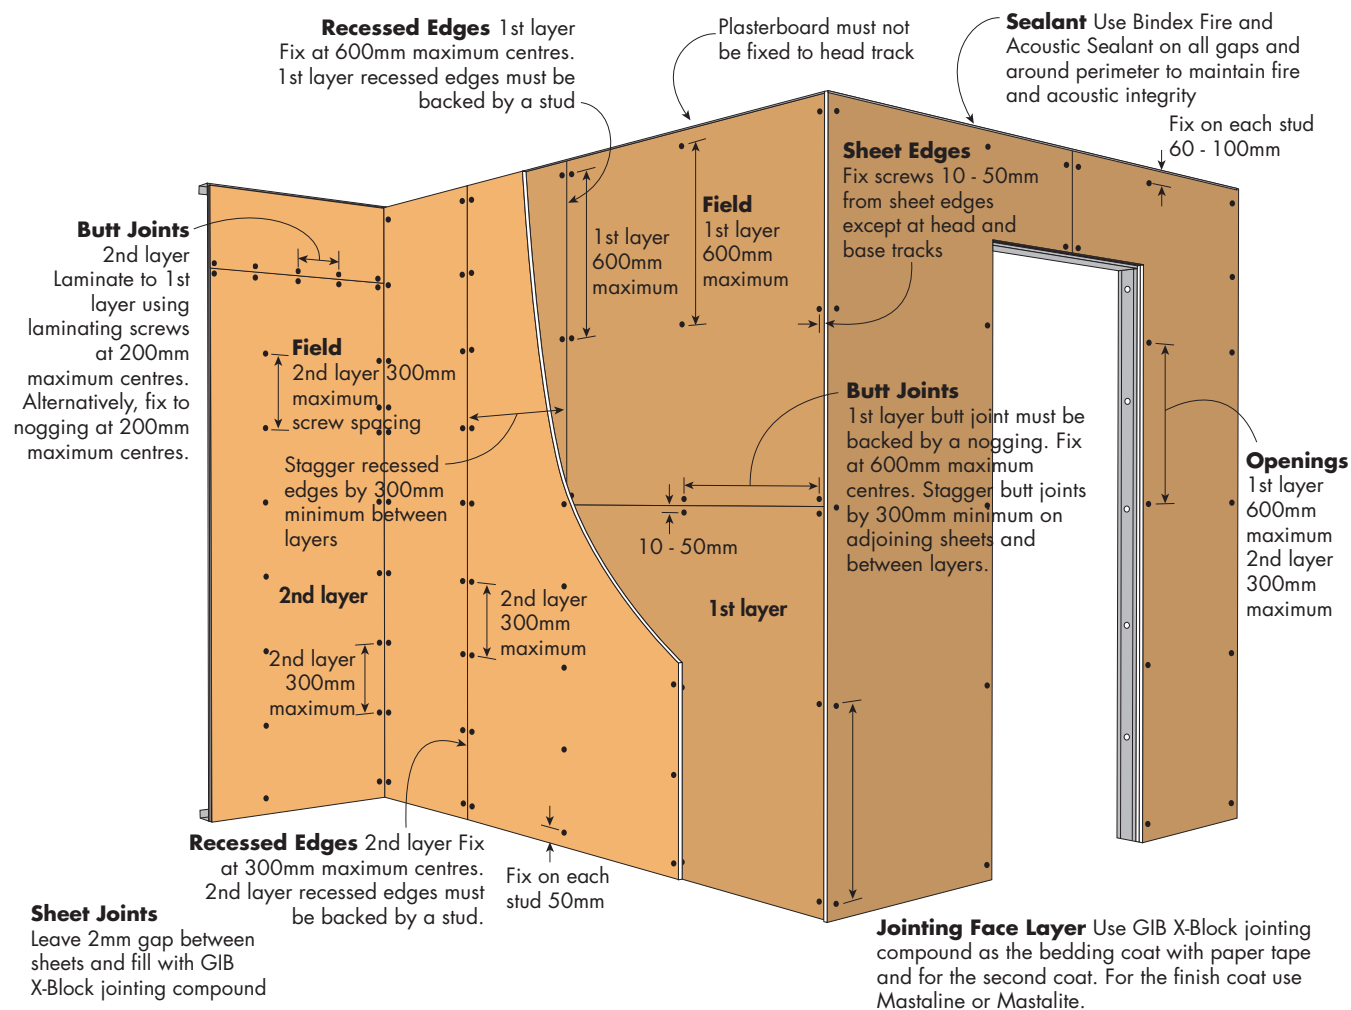 Recessed Edges 1st layer
Fix at 600mm maximum centres.
1st layer recessed edges must be
backed by a stud
Plasterboard must not
be fixed to head track
Sealant Use Bindex Fire and
Acoustic Sealant on all gaps and
around perimeter to maintain fire
and acoustic integrity
Fix on each stud
60 - 100mm
Sheet Edges
Fix screws 10 - 50mm
from sheet edges
except at head and
base tracks
Field
1st layer
600mm
maximum
1st layer
600mm
maximum
Butt Joints
2nd layer
Laminate to 1st
layer using
laminating screws
at 200mm
maximum centres.
Alternatively, fix to
nogging at 200mm
maximum centres.
Field
2nd layer 300mm
maximum
screw spacing
Stagger recessed
edges by 300mm
minimum between
layers
Butt Joints
1st layer butt joint must be
backed by a nogging. Fix
at 600mm maximum
centres. Stagger butt joints
by 300mm minimum on
adjoining sheets and
between layers.
Openings
1st layer
600mm
maximum
2nd layer
300mm
maximum
10 - 50mm
2nd layer
1st layer
2nd layer
300mm
maximum
2nd layer
300mm
maximum
Recessed Edges 2nd layer Fix
at 300mm maximum centres.
2nd layer recessed edges must
be backed by a stud.
Fix on each
stud 50mm
Sheet Joints
Leave 2mm gap between
sheets and fill with GIB
X-Block jointing compound
Jointing Face Layer Use GIB X-Block jointing
compound as the bedding coat with paper tape
and for the second coat. For the finish coat use
Mastaline or Mastalite.